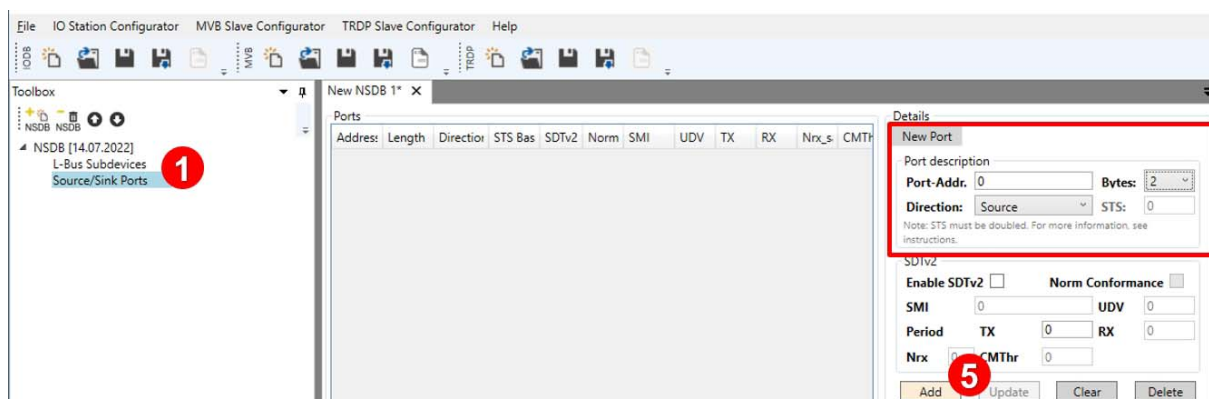 File IO Station Configurator MVB Slave Configurator TRDP Slave Configurator Help
IODB MVB TRDP
Toolbox
NSDB NSDB
NSDB [14.07.2022]
L-Bus Subdevices
Source/Sink Ports
1
New NSDB 1*
Ports
Address Length Direction STS Bas SDTv2 Norm SMI UDV TX RX Nrx_s CMTh
Details
New Port
Port description
Port-Addr. 0 Bytes: 2
Direction: Source STS: 0
Note: STS must be doubled. For more information, see
instructions.
SDTv2
Enable SDTv2 Norm Conformance
SMI 0 UDV 0
Period TX 0 RX 0
Nrx 0 CMThr 0
5
Add Update Clear Delete